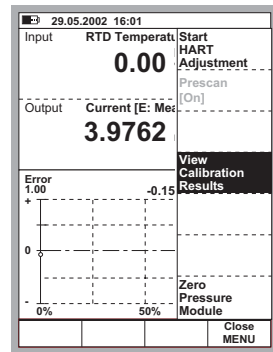 29.05.2002 16:01
Input
RTD Temperatu
0.00
Output
Current [E: Mea
3.9762
Error
1.00
-0.15
+
0
-
0%
50%
Start
HART
Adjustment
Prescan
[On]
View
Calibration
Results
Zero
Pressure
Module
Close
MENU